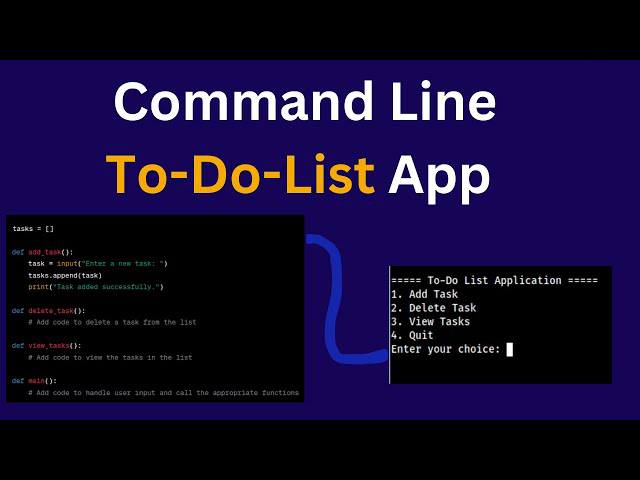 Command Line
To-Do-List App
tasks = []
def add_task():
    task = input("Enter a new task: ")
    tasks.append(task)
    print("Task added successfully.")
def delete_task():
    # Add code to delete a task from the list
def view_tasks():
    # Add code to view the tasks in the list
def main():
    # Add code to handle user input and call the appropriate functions
===== To-Do List Application =====
1. Add Task
2. Delete Task
3. View Tasks
4. Quit
Enter your choice: